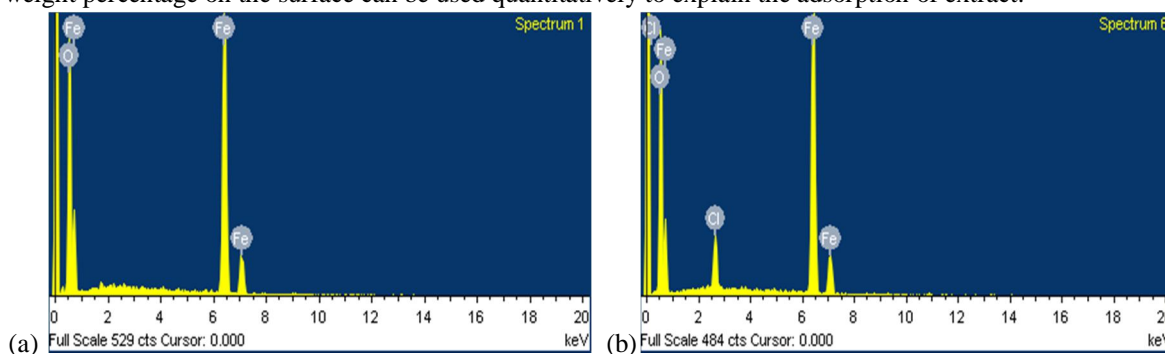 weight percentage on the surface can be used quantitatively to explain the adsorption of extract.
Spectrum 1
Fe
Fe
O
Fe
0 2 4 6 8 10 12 14 16 18 20
(a) Full Scale 529 cts Cursor: 0.000 keV
Spectrum
Cl
Fe
Fe
O
Cl
Fe
0 2 4 6 8 10 12 14 16 18
(b) Full Scale 484 cts Cursor: 0.000